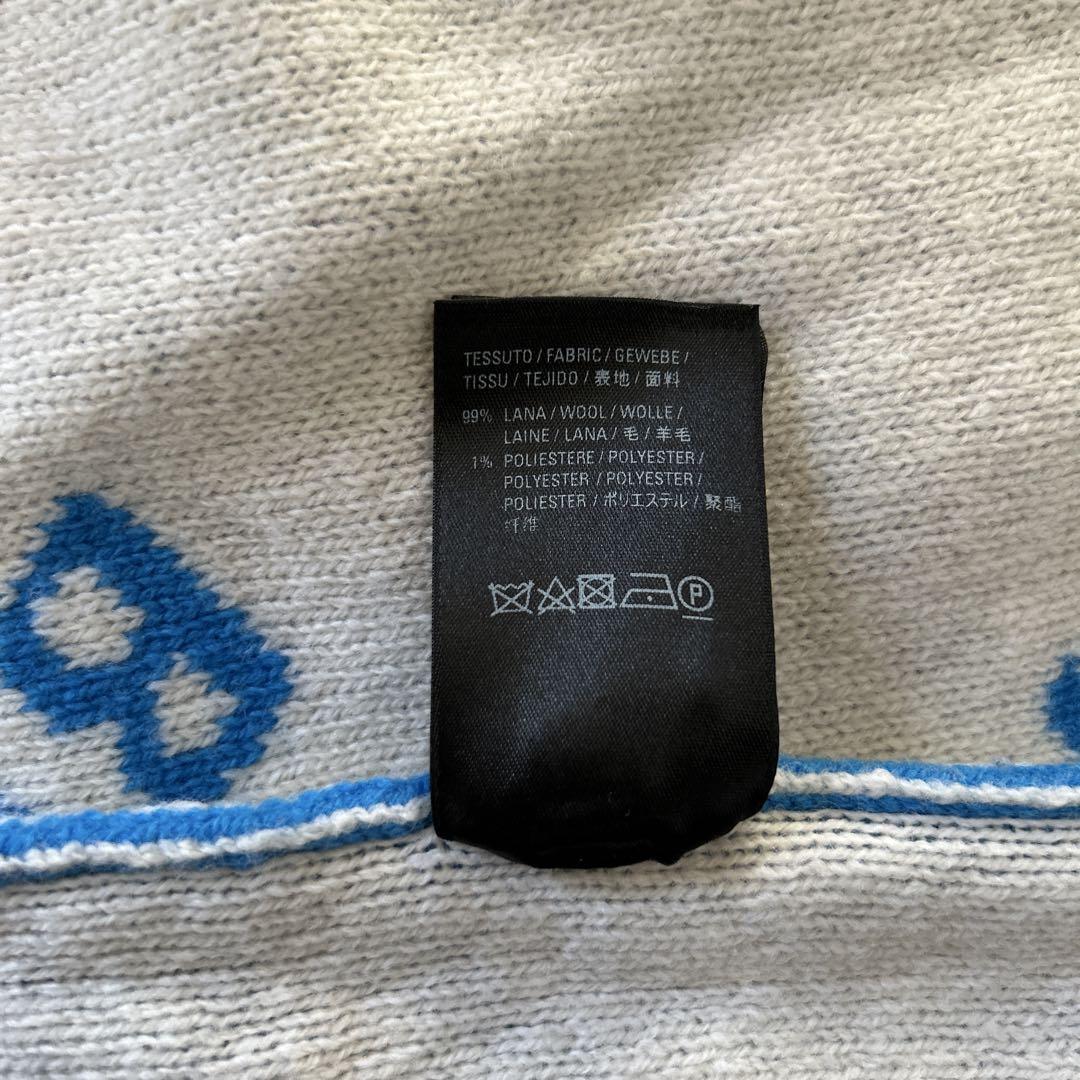 TESSUTO / FABRIC / GEWEBE /
TISSU / TEJIDO / 表地 / 面料
99% LANA / WOOL / WOLLE /
LAINE / LANA / 毛 / 羊毛
1% POLIESTERE / POLYESTER /
POLYESTER / POLYESTER /
POLIESTER / ポリエステル / 聚酯
纤维
P